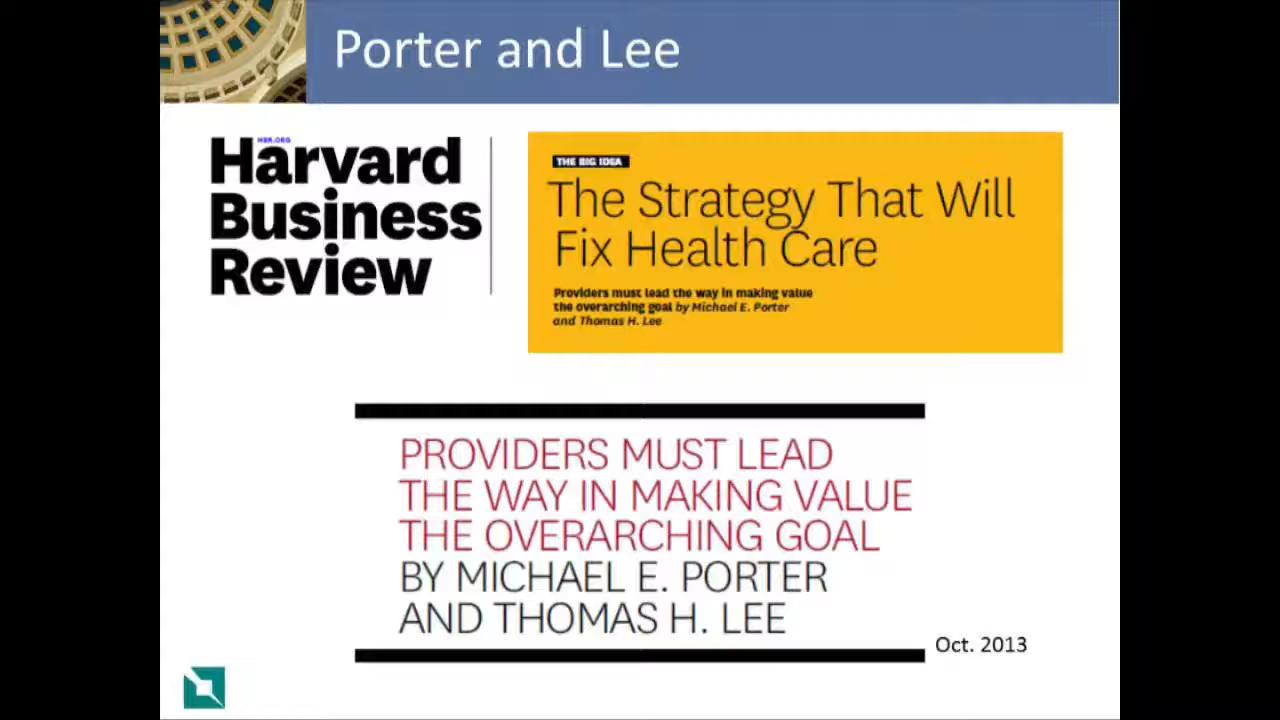 Porter and Lee
HBR.ORG
Harvard
Business
Review
THE BIG IDEA
The Strategy That Will
Fix Health Care
Providers must lead the way in making value
the overarching goal by Michael E. Porter
and Thomas H. Lee
PROVIDERS MUST LEAD
THE WAY IN MAKING VALUE
THE OVERARCHING GOAL
BY MICHAEL E. PORTER
AND THOMAS H. LEE
Oct. 2013